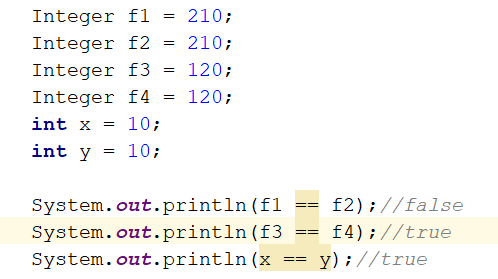 Integer f1 = 210;
Integer f2 = 210;
Integer f3 = 120;
Integer f4 = 120;
int x = 10;
int y = 10;
System.out.println(f1 == f2);//false
System.out.println(f3 == f4);//true
System.out.println(x == y);//true